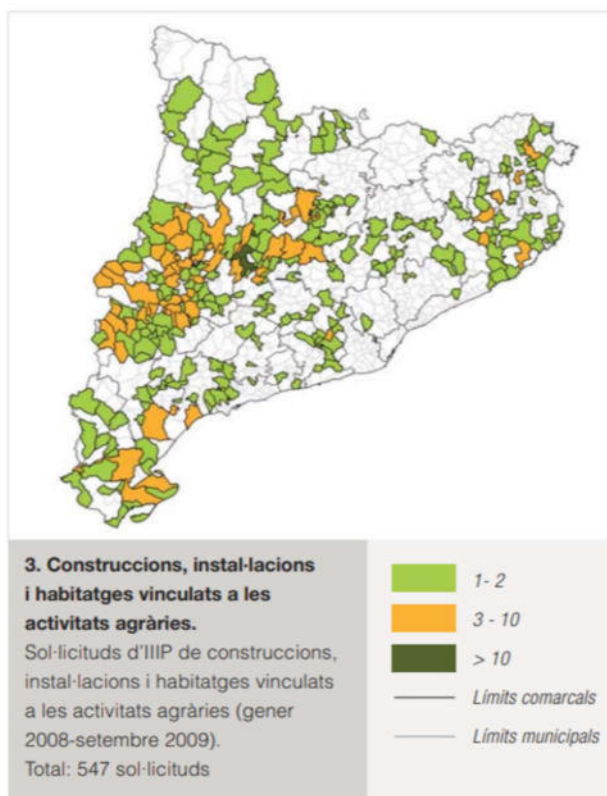 3. Construccions, instal·lacions
i habitatges vinculats a les
activitats agràries.
Sol·licituds d'IIIP de construccions,
instal·lacions i habitatges vinculats
a les activitats agràries (gener
2008-setembre 2009).
Total: 547 sol·licituds
1- 2
3 - 10
> 10
Límits comarcals
Límits municipals